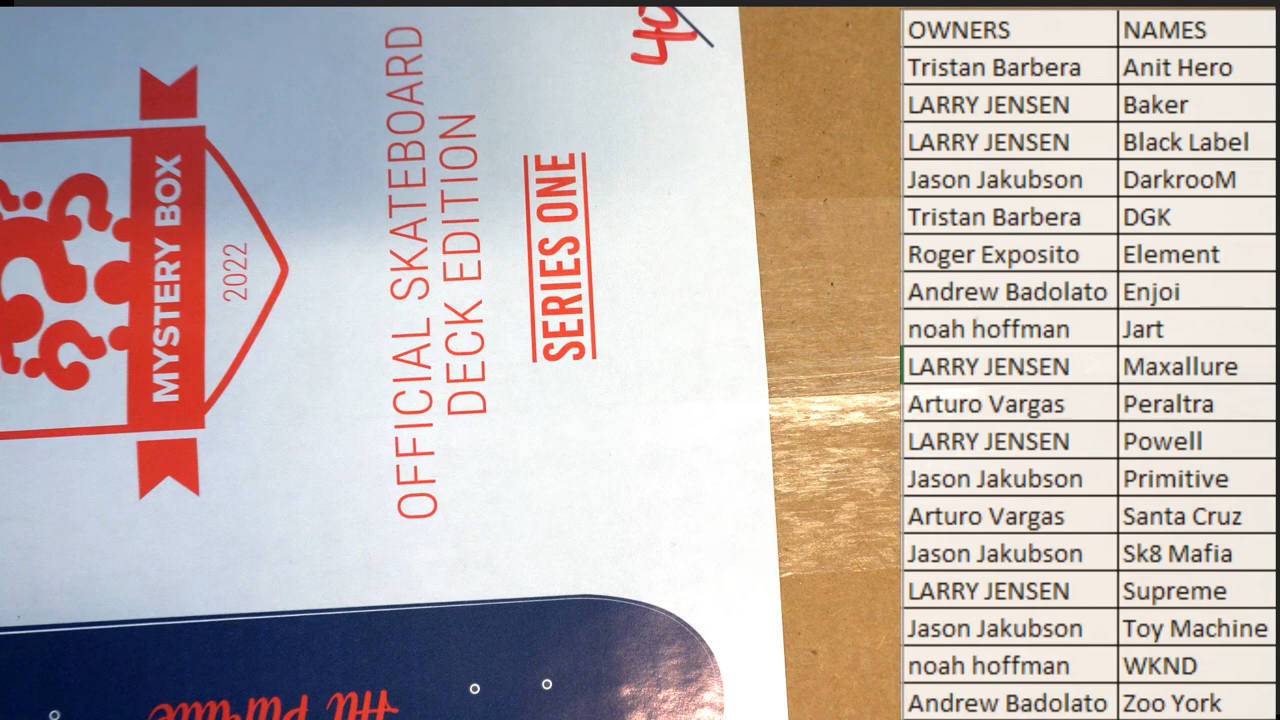 MYSTERY BOX
2022
OFFICIAL SKATEBOARD
DECK EDITION
SERIES ONE
OWNERS NAMES
Tristan Barbera Anit Hero
LARRY JENSEN Baker
LARRY JENSEN Black Label
Jason Jakubson DarkrooM
Tristan Barbera DGK
Roger Exposito Element
Andrew Badolato Enjoi
noah hoffman Jart
LARRY JENSEN Maxallure
Arturo Vargas Peraltra
LARRY JENSEN Powell
Jason Jakubson Primitive
Arturo Vargas Santa Cruz
Jason Jakubson Sk8 Mafia
LARRY JENSEN Supreme
Jason Jakubson Toy Machine
noah hoffman WKND
Andrew Badolato Zoo York